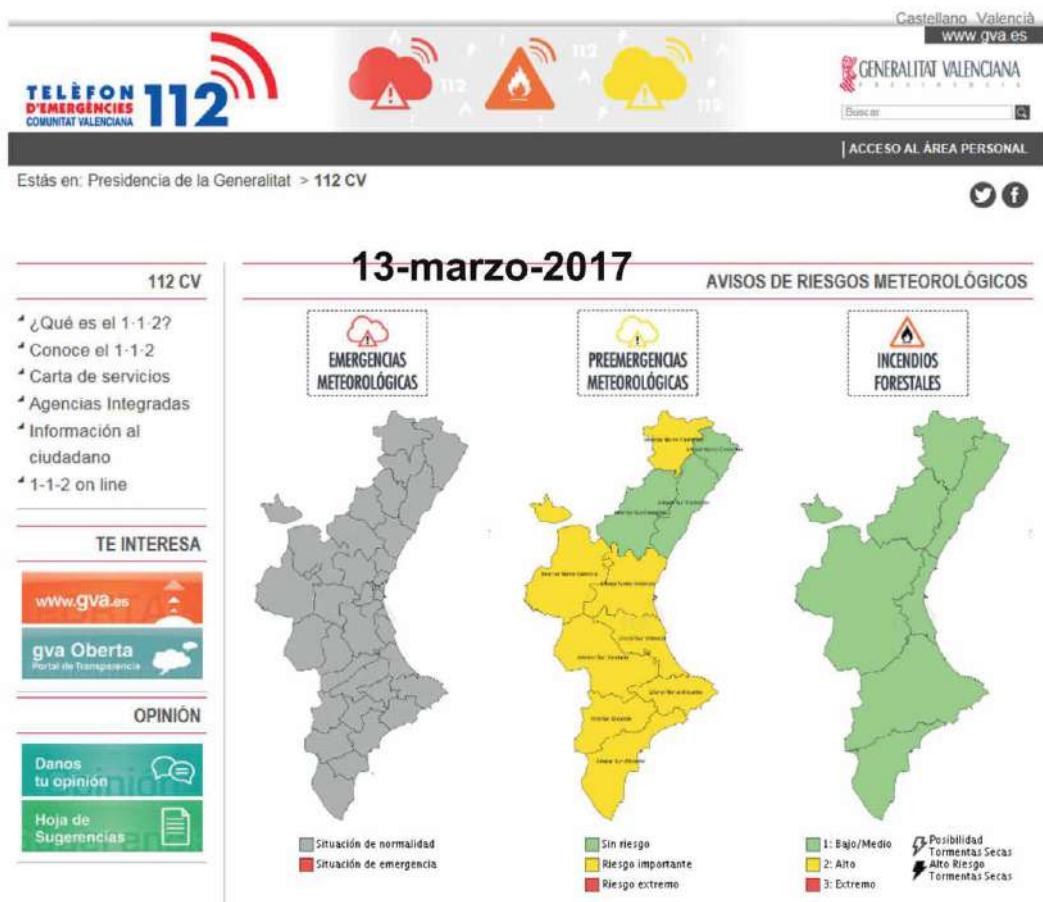 Castellano Valencià
www.gva.es
TELÈFON
D'EMERGÈNCIES
COMUNITAT VALENCIANA
112
112
112
112
GENERALITAT VALENCIANA
Buscar
ACCESO AL ÁREA PERSONAL
Estás en: Presidencia de la Generalitat > 112 CV
112 CV
¿Qué es el 1·1·2?
Conoce el 1-1-2
Carta de servicios
Agencias Integradas
Información al
ciudadano
1-1-2 on line
TE INTERESA
www.gva.es
gva Oberta
Portal de Transparencia
OPINIÓN
Danos
tu opinión
Hoja de
Sugerencias
13-marzo-2017
AVISOS DE RIESGOS METEOROLÓGICOS
EMERGENCIAS
METEOROLÓGICAS
PREEMERGENCIAS
METEOROLÓGICAS
INCENDIOS
FORESTALES
Situación de normalidad
Situación de emergencia
Sin riesgo
Riesgo importante
Riesgo extremo
1: Bajo/Medio
2: Alto
3: Extremo
Posibilidad
Tormentas Secas
Alto Riesgo
Tormentas Secas